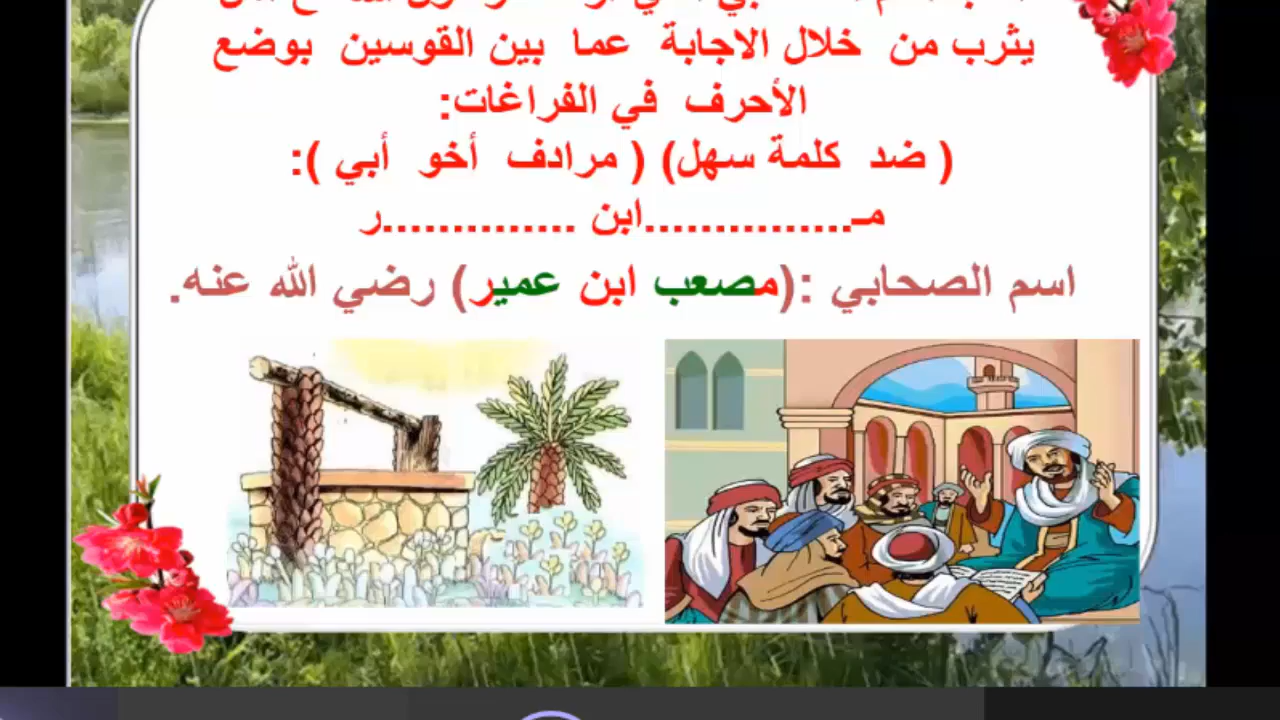 يثرب من خلال الاجابة عما بين القوسين بوضع
الأحرف في الفراغات:
( ضد كلمة سهل) ( مرادف أخو أبي ):
مـ................ابن ..............ر
اسم الصحابي :(مصعب ابن عمير) رضي الله عنه.